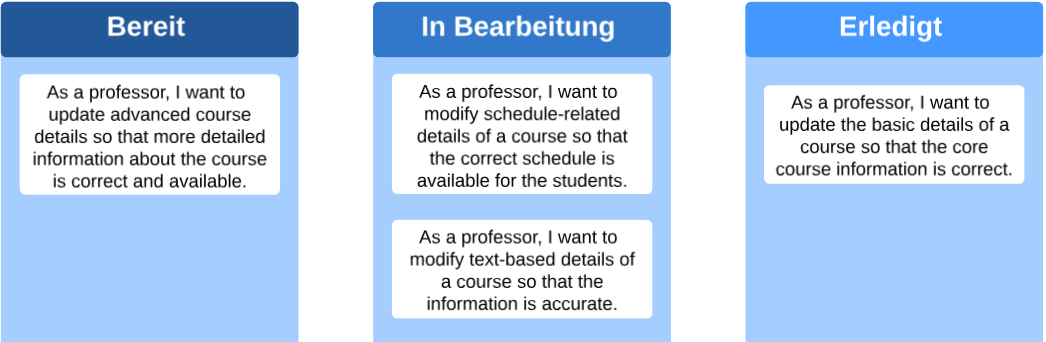 Bereit
As a professor, I want to
update advanced course
details so that more detailed
information about the course
is correct and available.
In Bearbeitung
As a professor, I want to
modify schedule-related
details of a course so that
the correct schedule is
available for the students.
As a professor, I want to
modify text-based details of
a course so that the
information is accurate.
Erledigt
As a professor, I want to
update the basic details of a
course so that the core
course information is correct.